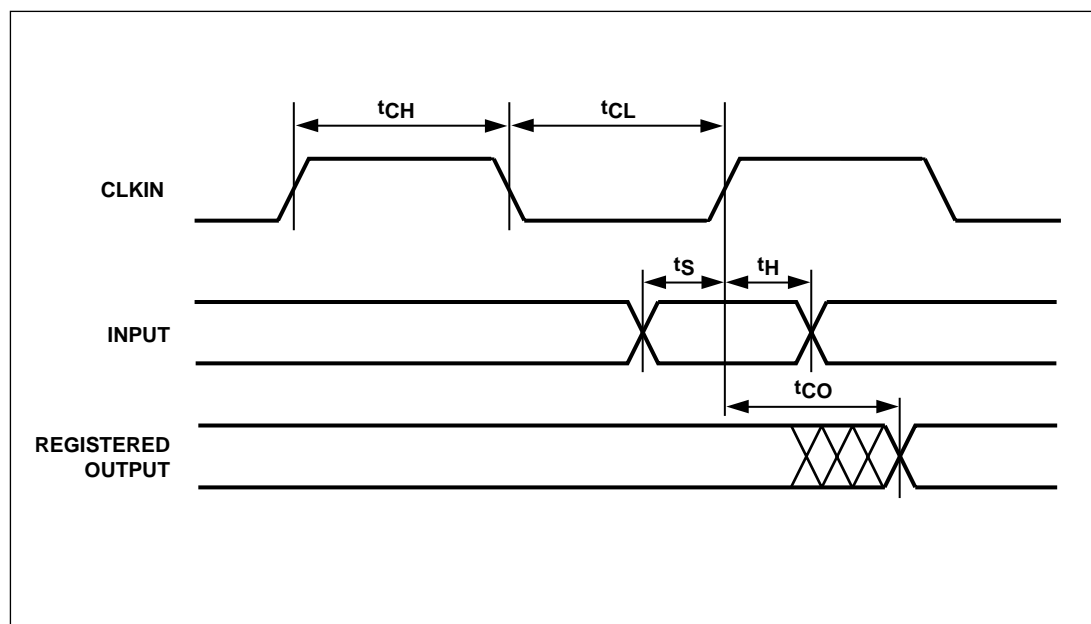 tCH
tCL
CLKIN
tS
tH
INPUT
tCO
REGISTERED
OUTPUT